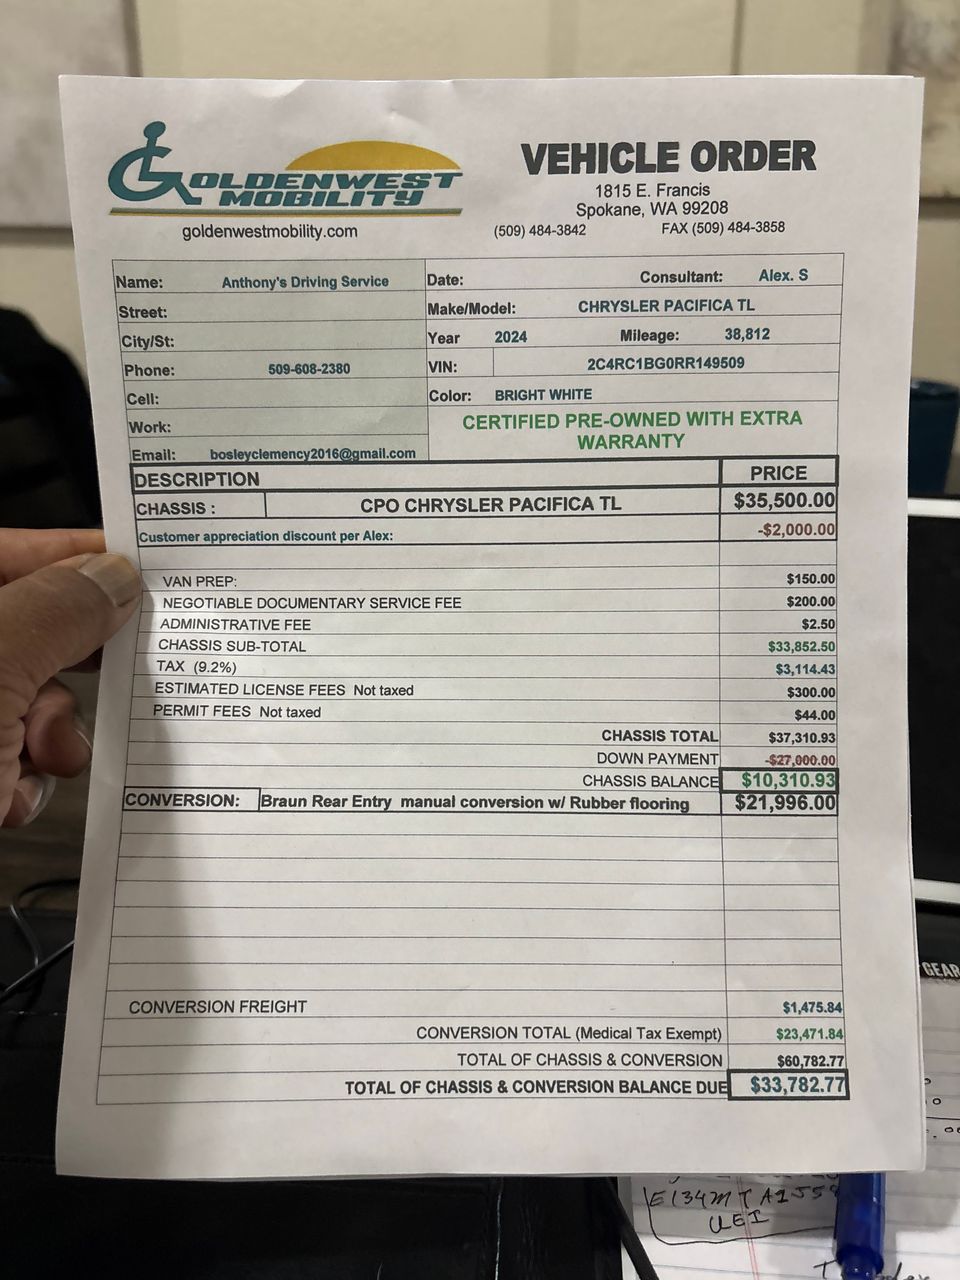 GOLDENWEST
MOBILITY
goldenwestmobility.com
VEHICLE ORDER
1815 E. Francis
Spokane, WA 99208
(509) 484-3842 FAX (509) 484-3858
Name: Anthony's Driving Service
Street:
City/St:
Phone: 509-608-2380
Cell:
Work:
Email: bosleyclemency2016@gmail.com
Date: Consultant: Alex. S
Make/Model: CHRYSLER PACIFICA TL
Year 2024 Mileage: 38,812
VIN: 2C4RC1BG0RR149509
Color: BRIGHT WHITE
CERTIFIED PRE-OWNED WITH EXTRA
WARRANTY
DESCRIPTION PRICE
CHASSIS : CPO CHRYSLER PACIFICA TL $35,500.00
Customer appreciation discount per Alex: -$2,000.00
VAN PREP: $150.00
NEGOTIABLE DOCUMENTARY SERVICE FEE $200.00
ADMINISTRATIVE FEE $2.50
CHASSIS SUB-TOTAL $33,852.50
TAX (9.2%) $3,114.43
ESTIMATED LICENSE FEES Not taxed $300.00
PERMIT FEES Not taxed $44.00
CHASSIS TOTAL $37,310.93
DOWN PAYMENT -$27,000.00
CHASSIS BALANCE $10,310.93
CONVERSION: Braun Rear Entry manual conversion w/ Rubber flooring $21,996.00
CONVERSION FREIGHT $1,475.84
CONVERSION TOTAL (Medical Tax Exempt) $23,471.84
TOTAL OF CHASSIS & CONVERSION $60,782.77
TOTAL OF CHASSIS & CONVERSION BALANCE DUE $33,782.77
GEAR
UEI